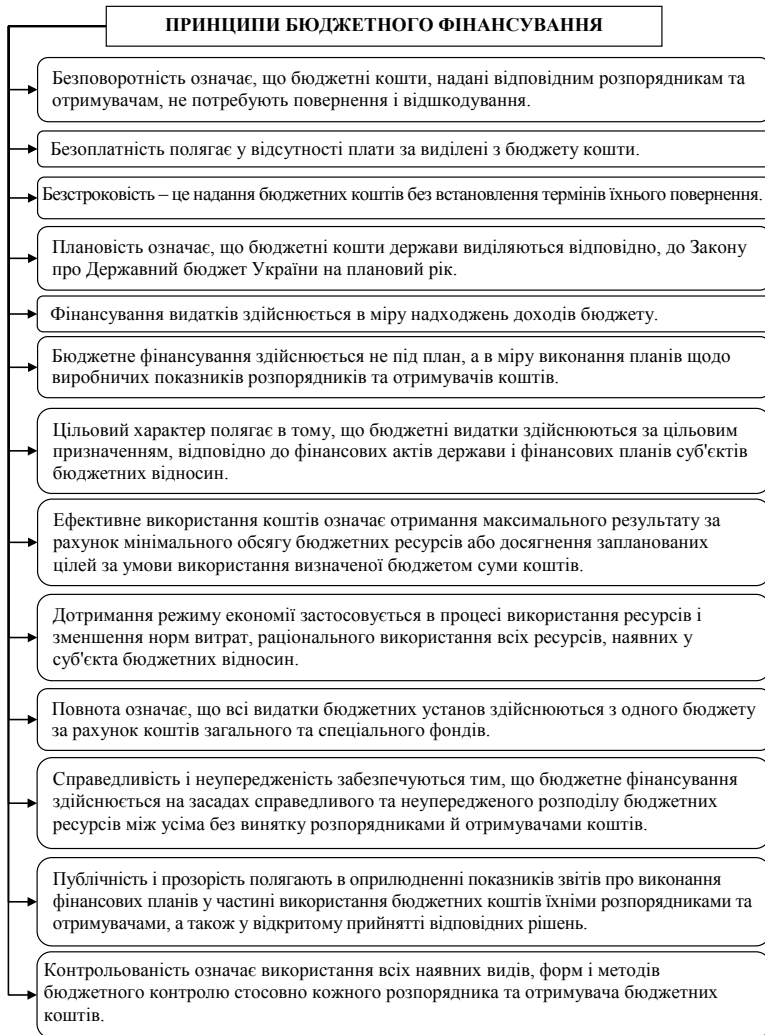 ПРИНЦИПИ БЮДЖЕТНОГО ФІНАНСУВАННЯ
Безповоротність означає, що бюджетні кошти, надані відповідним розпорядникам та
отримувачам, не потребують повернення і відшкодування.
Безоплатність полягає у відсутності плати за виділені з бюджету кошти.
Безстроковість – це надання бюджетних коштів без встановлення термінів їхнього повернення.
Плановість означає, що бюджетні кошти держави виділяються відповідно, до Закону
про Державний бюджет України на плановий рік.
Фінансування видатків здійснюється в міру надходжень доходів бюджету.
Бюджетне фінансування здійснюється не під план, а в міру виконання планів щодо
виробничих показників розпорядників та отримувачів коштів.
Цільовий характер полягає в тому, що бюджетні видатки здійснюються за цільовим
призначенням, відповідно до фінансових актів держави і фінансових планів суб'єктів
бюджетних відносин.
Ефективне використання коштів означає отримання максимального результату за
рахунок мінімального обсягу бюджетних ресурсів або досягнення запланованих
цілей за умови використання визначеної бюджетом суми коштів.
Дотримання режиму економії застосовується в процесі використання ресурсів і
зменшення норм витрат, раціонального використання всіх ресурсів, наявних у
суб'єкта бюджетних відносин.
Повнота означає, що всі видатки бюджетних установ здійснюються з одного бюджету
за рахунок коштів загального та спеціального фондів.
Справедливість і неупередженість забезпечуються тим, що бюджетне фінансування
здійснюється на засадах справедливого та неупередженого розподілу бюджетних
ресурсів між усіма без винятку розпорядниками й отримувачами коштів.
Публічність і прозорість полягають в оприлюдненні показників звітів про виконання
фінансових планів у частині використання бюджетних коштів їхніми розпорядниками та
отримувачами, а також у відкритому прийнятті відповідних рішень.
Контрольованість означає використання всіх наявних видів, форм і методів
бюджетного контролю стосовно кожного розпорядника та отримувача бюджетних
коштів.